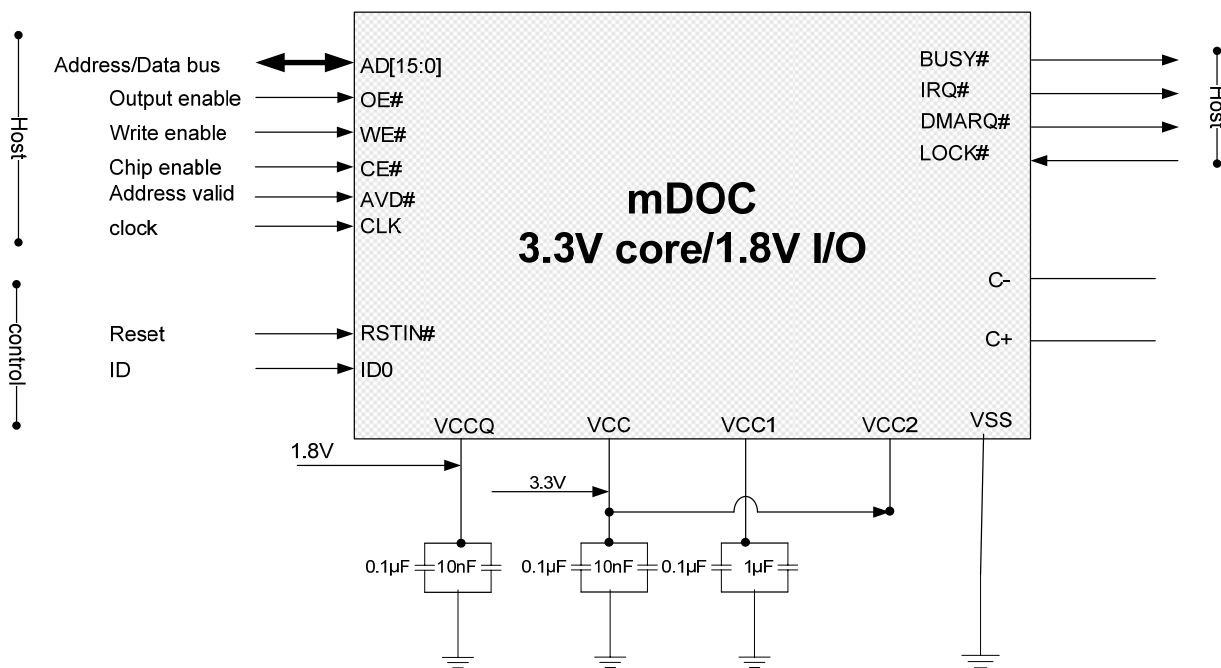 Host
Address/Data bus
AD[15:0]
Output enable
OE#
Write enable
WE#
Chip enable
CE#
Address valid
AVD#
clock
CLK
BUSY#
IRQ#
DMARQ#
LOCK#
Host
mDOC
3.3V core/1.8V I/O
C-
C+
control
Reset
RSTIN#
ID
ID0
VCCQ
VCC
VCC1
VCC2
VSS
1.8V
3.3V
0.1µF
10nF
0.1µF
10nF
0.1µF
1µF